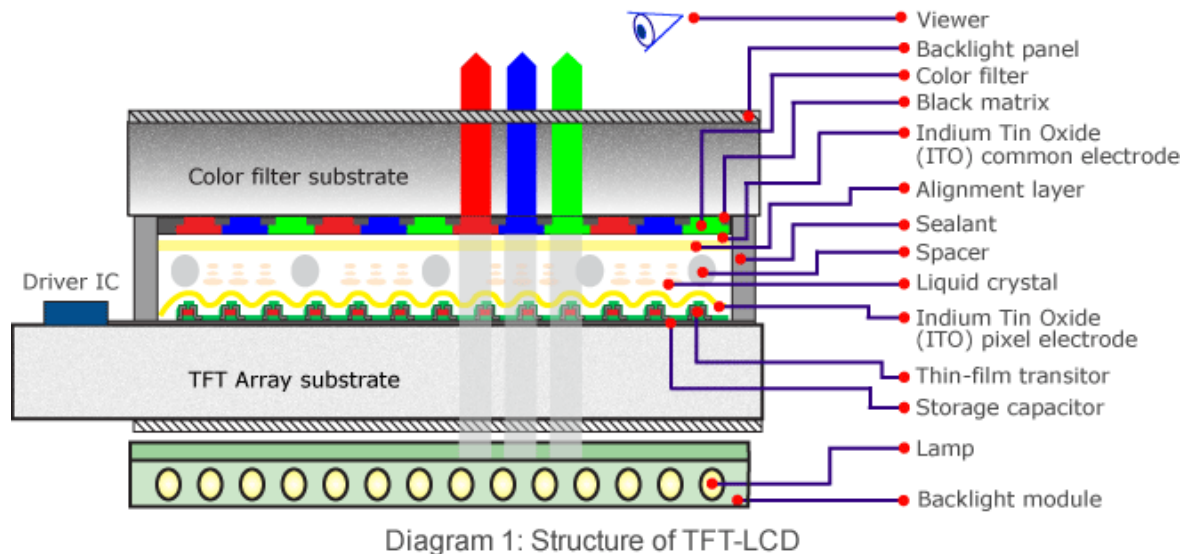 Viewer
Backlight panel
Color filter
Black matrix
Indium Tin Oxide
(ITO) common electrode
Alignment layer
Sealant
Spacer
Liquid crystal
Indium Tin Oxide
(ITO) pixel electrode
Thin-film transitor
Storage capacitor
Lamp
Backlight module
Color filter substrate
Driver IC
TFT Array substrate
Diagram 1: Structure of TFT-LCD